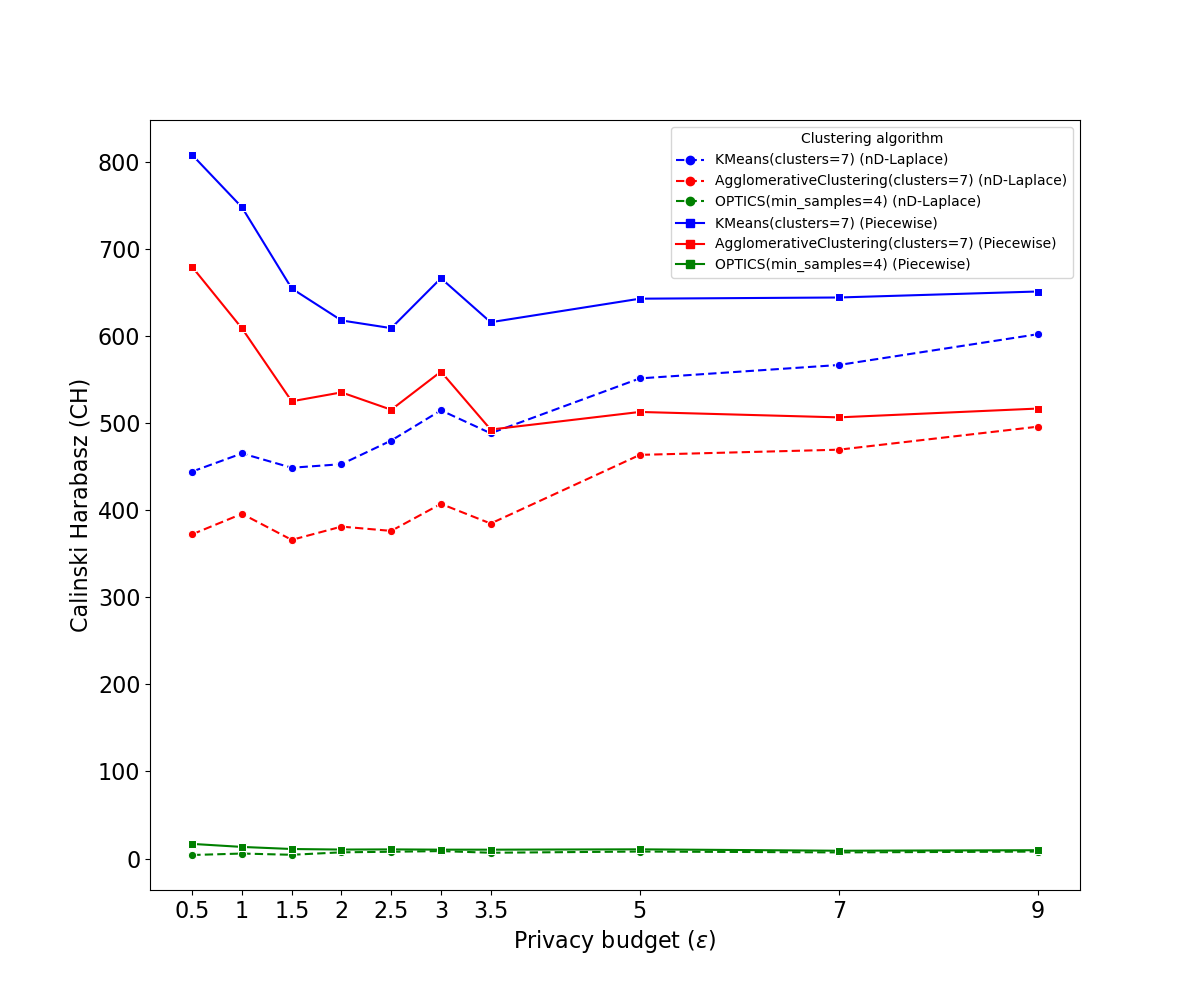 Clustering algorithm
KMeans(clusters=7) (nD-Laplace)
AgglomerativeClustering(clusters=7) (nD-Laplace)
OPTICS(min_samples=4) (nD-Laplace)
KMeans(clusters=7) (Piecewise)
AgglomerativeClustering(clusters=7) (Piecewise)
OPTICS(min_samples=4) (Piecewise)
Calinski Harabasz (CH)
800
700
600
500
400
300
200
100
0
0.5 1 1.5 2 2.5 3 3.5 5 7 9
Privacy budget (ε)